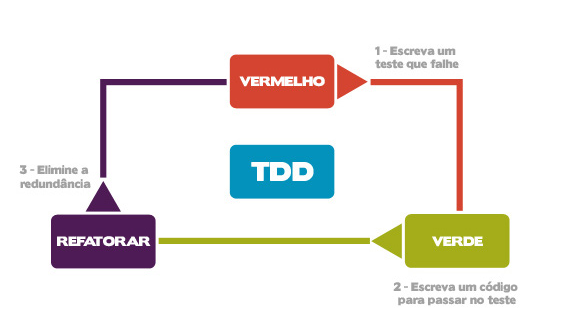 1 - Escreva um
teste que falhe
VERMELHO
TDD
3 - Elimine a
redundância
REFATORAR
VERDE
2 - Escreva um código
para passar no teste